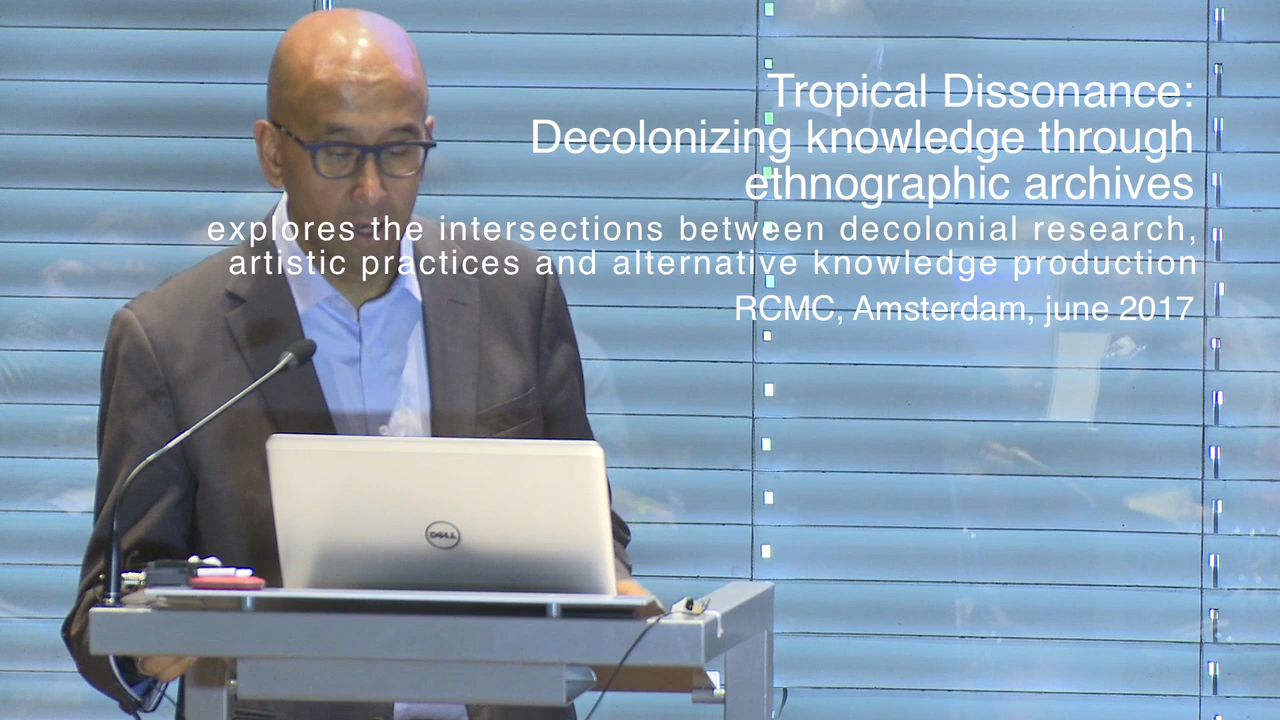 Tropical Dissonance:
Decolonizing knowledge through
ethnographic archives
explores the intersections between decolonial research,
artistic practices and alternative knowledge production
RCMC, Amsterdam, june 2017
DELL